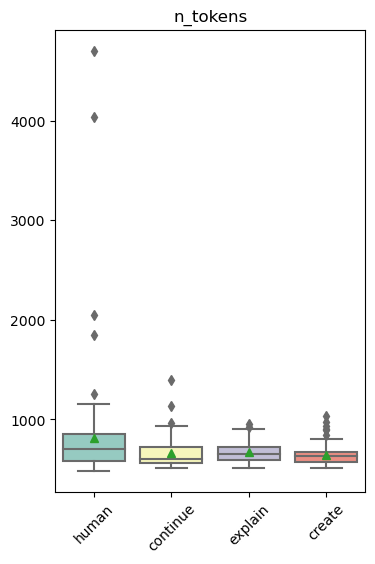 n_tokens
4000
3000
2000
1000
human
continue
explain
create